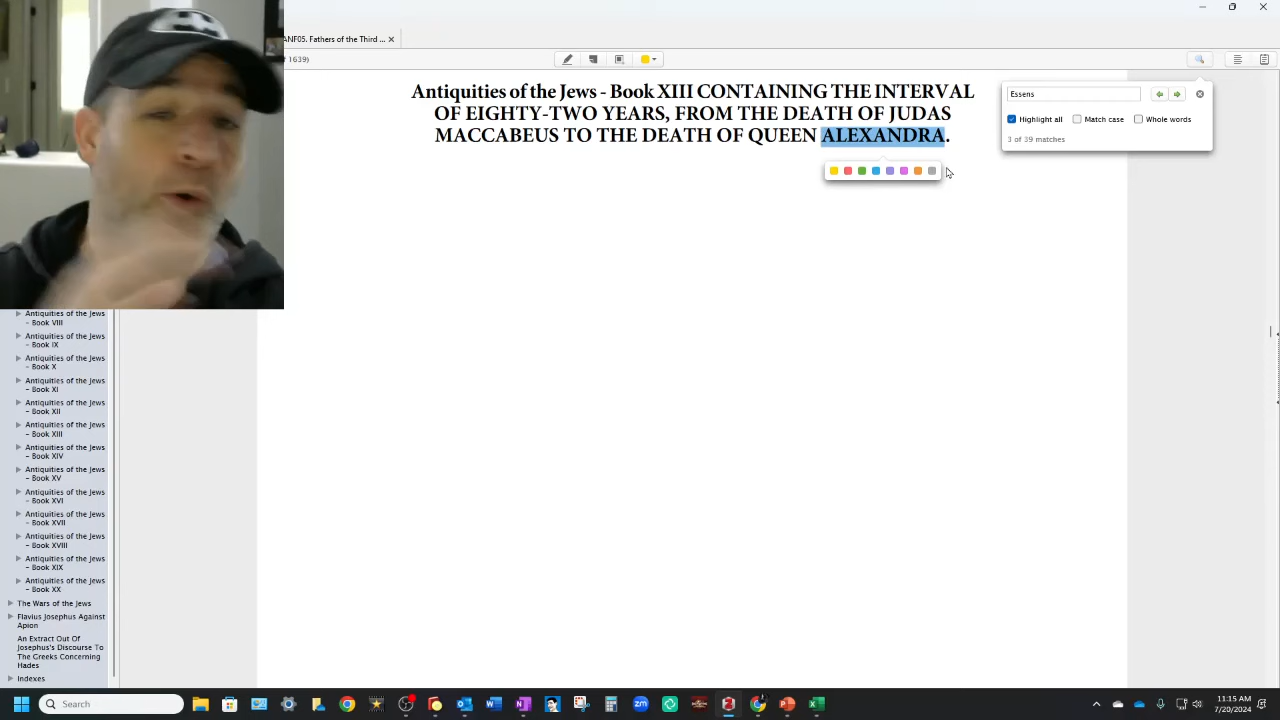 ANF05. Fathers of the Third ...
f 1639)
Antiquities of the Jews - Book XIII CONTAINING THE INTERVAL
OF EIGHTY-TWO YEARS, FROM THE DEATH OF JUDAS
MACCABEUS TO THE DEATH OF QUEEN ALEXANDRA.
Essens
Highlight all
Match case
Whole words
3 of 39 matches
Antiquities of the Jews
- Book VIII
Antiquities of the Jews
- Book IX
Antiquities of the Jews
- Book X
Antiquities of the Jews
- Book XI
Antiquities of the Jews
- Book XII
Antiquities of the Jews
- Book XIII
Antiquities of the Jews
- Book XIV
Antiquities of the Jews
- Book XV
Antiquities of the Jews
- Book XVI
Antiquities of the Jews
- Book XVII
Antiquities of the Jews
- Book XVIII
Antiquities of the Jews
- Book XIX
Antiquities of the Jews
- Book XX
The Wars of the Jews
Flavius Josephus Against
Apion
An Extract Out Of
Josephus's Discourse To
The Greeks Concerning
Hades
Indexes
Search
zm
11:15 AM
7/20/2024